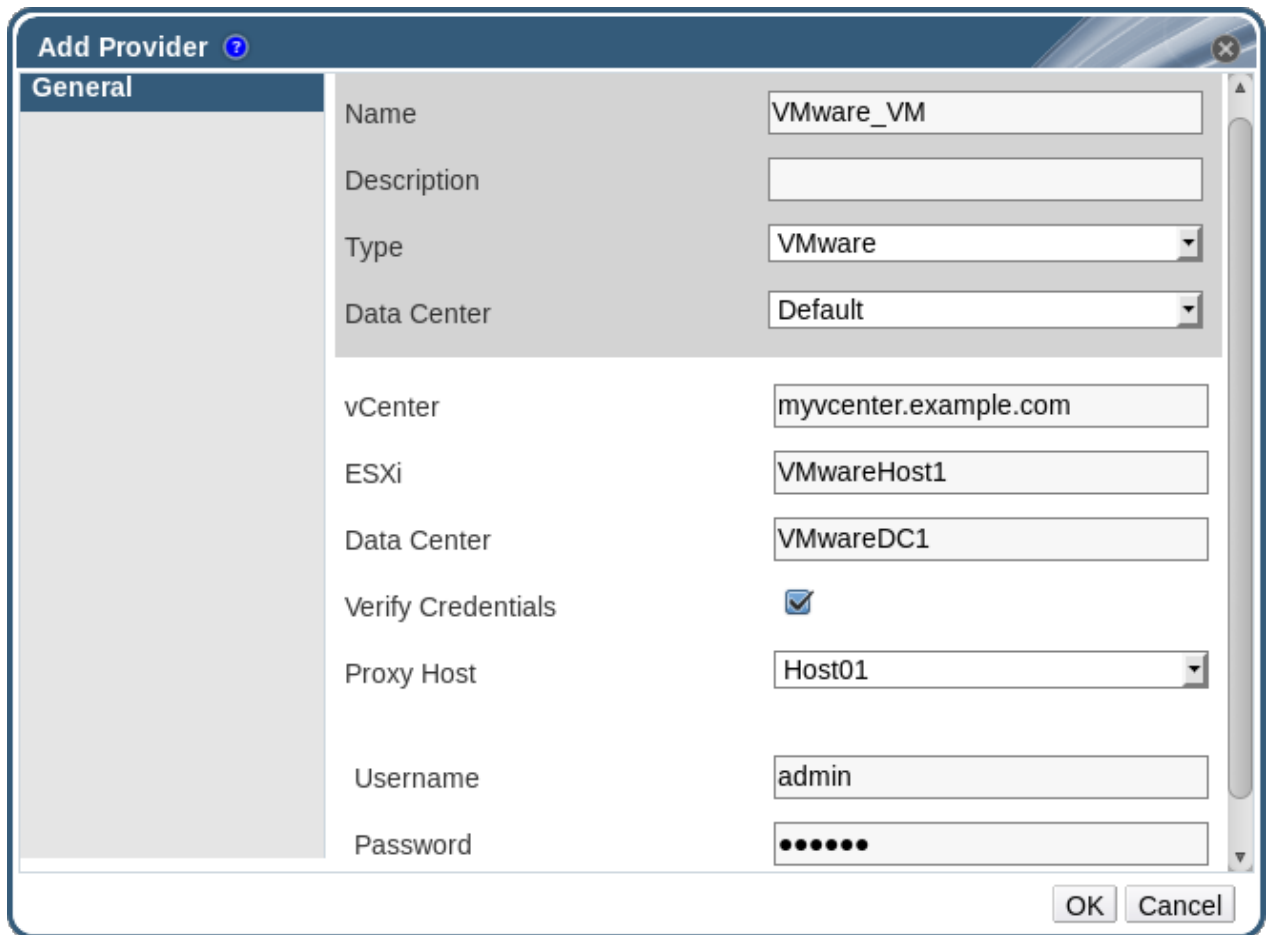 Add Provider ?
General
Name VMware_VM
Description
Type VMware
Data Center Default
vCenter myvcenter.example.com
ESXi VMwareHost1
Data Center VMwareDC1
Verify Credentials
Proxy Host Host01
Username admin
Password ●●●●●●
OK Cancel